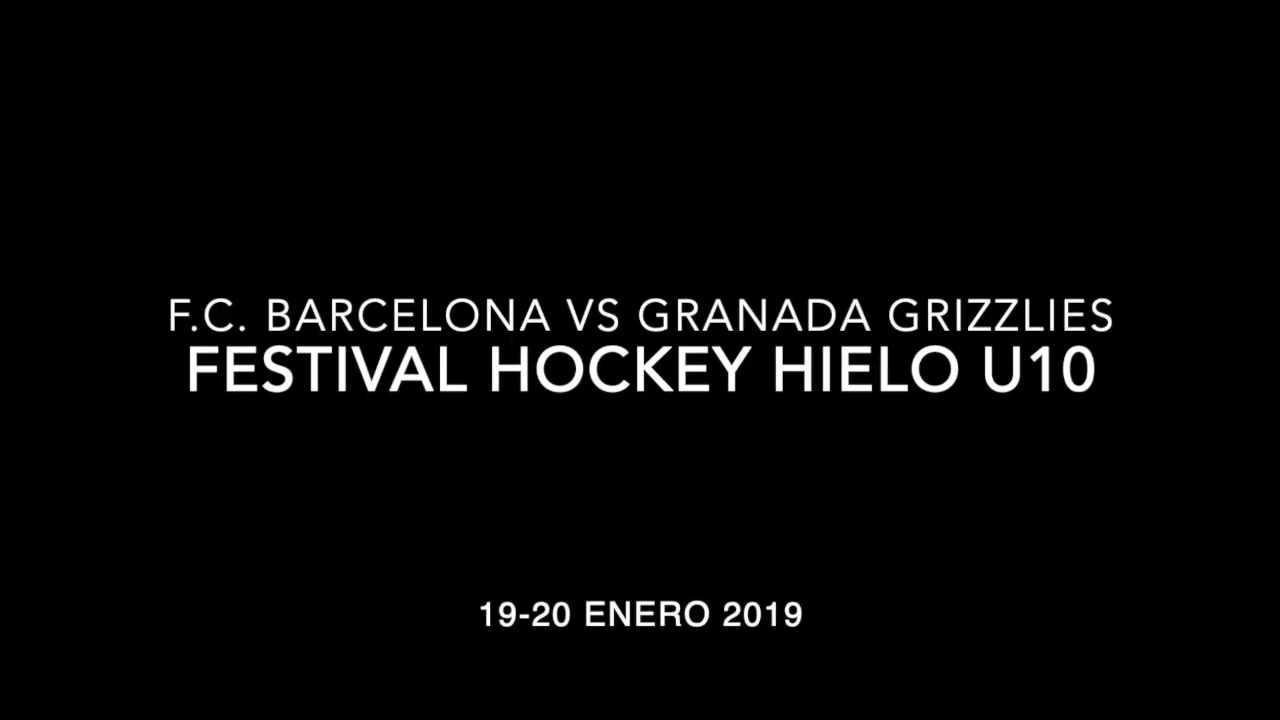 F.C. BARCELONA VS GRANADA GRIZZLIES
FESTIVAL HOCKEY HIELO U10
19-20 ENERO 2019